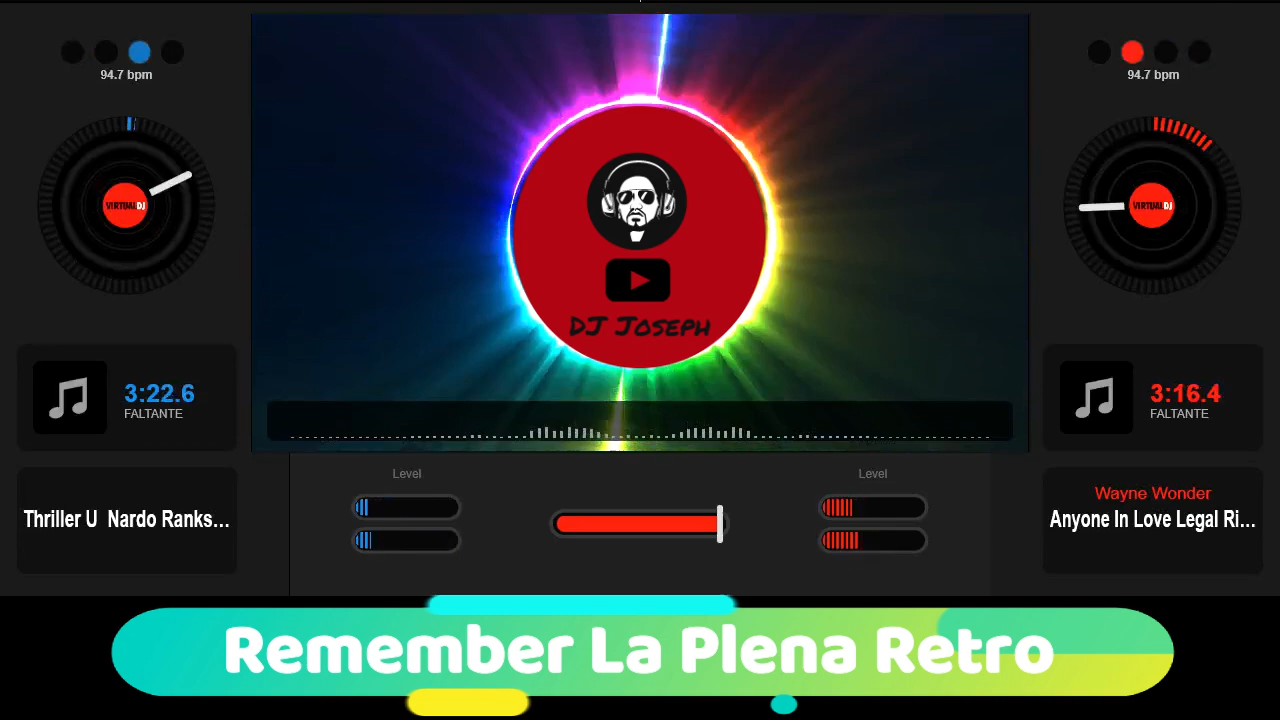 94.7 bpm
94.7 bpm
VIRTUALDJ
VIRTUALDJ
DJ JOSEPH
3:22.6
FALTANTE
3:16.4
FALTANTE
Level
Level
Thriller U Nardo Ranks...
Wayne Wonder
Anyone In Love Legal Ri...
Remember La Plena Retro